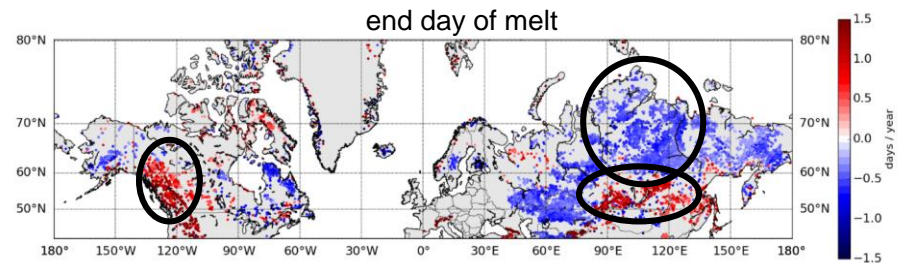 end day of melt
80°N
80°N
70°N
70°N
60°N
60°N
50°N
50°N
180°
150°W
120°W
90°W
60°W
30°W
0°
30°E
60°E
90°E
120°E
150°E
180°
1.5
1.0
0.5
0.0
−0.5
−1.0
−1.5
days / year